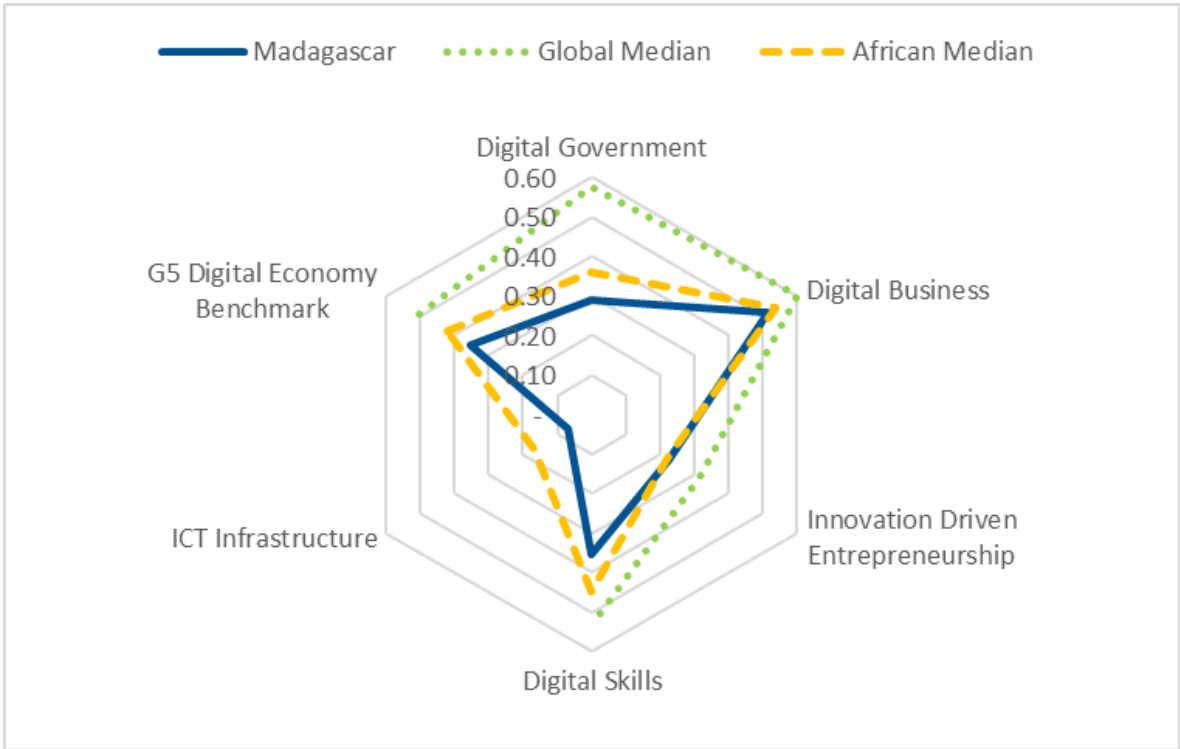 Madagascar
Global Median
African Median
Digital Government
0.60
0.50
0.40
0.30
0.20
0.10
-
G5 Digital Economy
Benchmark
Digital Business
ICT Infrastructure
Innovation Driven
Entrepreneurship
Digital Skills